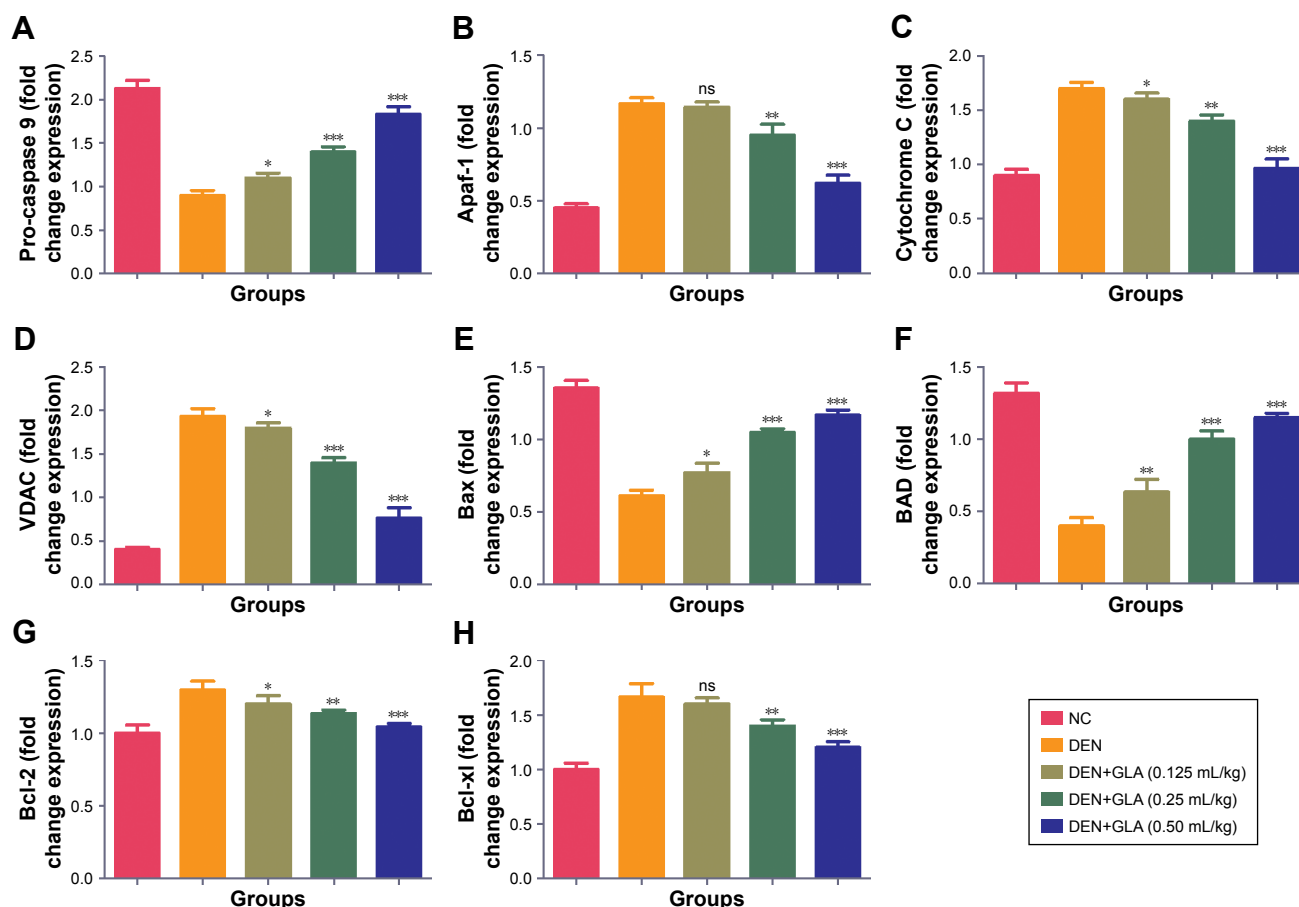 A
Pro-caspase 9 (fold
change expression)
2.5
2.0
1.5
1.0
0.5
0.0
*
***
***
Groups
B
Apaf-1 (fold
change expression)
1.5
1.0
0.5
0.0
ns
**
***
Groups
C
Cytochrome C (fold
change expression)
2.0
1.5
1.0
0.5
0.0
*
**
***
Groups
D
VDAC (fold
change expression)
2.5
2.0
1.5
1.0
0.5
0.0
*
***
***
Groups
E
Bax (fold
change expression)
1.5
1.0
0.5
0.0
*
***
***
Groups
F
BAD (fold
change expression)
1.5
1.0
0.5
0.0
**
***
***
Groups
G
Bcl-2 (fold
change expression)
1.5
1.0
0.5
0.0
*
**
***
Groups
H
Bcl-xl (fold
change expression)
2.0
1.5
1.0
0.5
0.0
ns
**
***
Groups
NC
DEN
DEN+GLA (0.125 mL/kg)
DEN+GLA (0.25 mL/kg)
DEN+GLA (0.50 mL/kg)